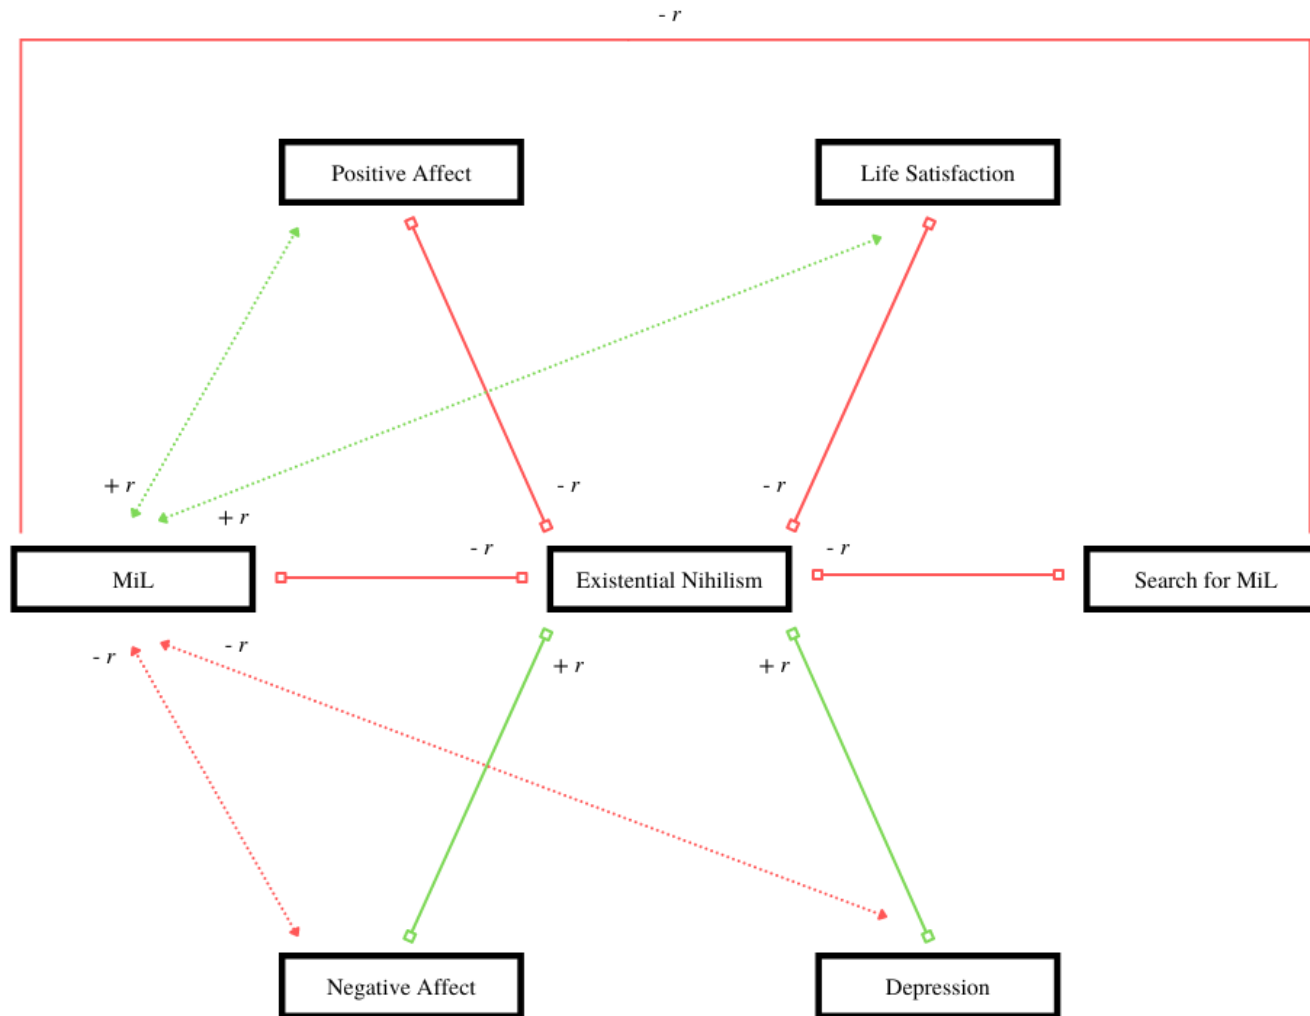 - r
Positive Affect
Life Satisfaction
+ r
+ r
- r
- r
- r
- r
MiL
Existential Nihilism
Search for MiL
- r
- r
+ r
+ r
Negative Affect
Depression